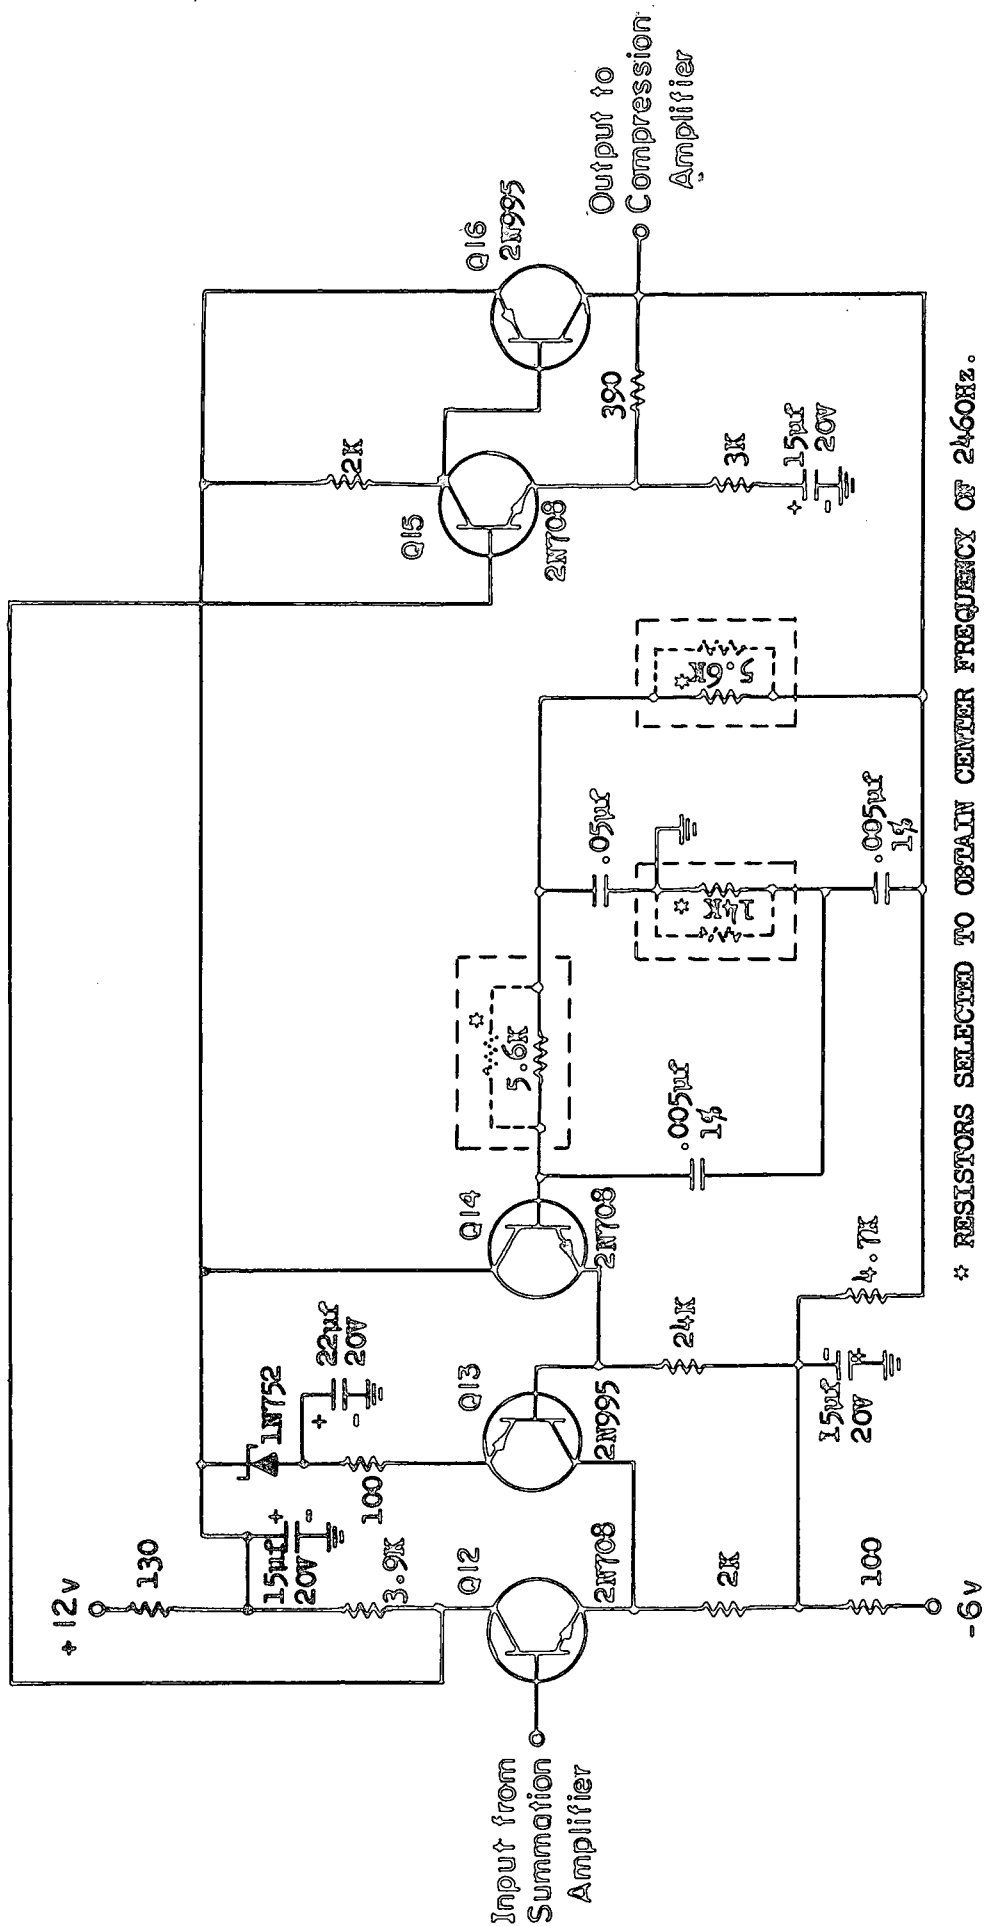 +12v
130
15µf
20V
+
-
3.9K
Q12
2N708
2K
100
-6v
Input from
Summation
Amplifier
1N752
+
-
22µf
20V
100
Q13
2N995
24K
15µf
20V
-
+
4.7K
Q14
2N708
.005µf
1%
5.6K
*
.05µf
14K *
.005µf
1%
5.6K
*
Q15
2N708
2K
Q16
2N995
390
3K
+
-
15µf
20V
Output to
Compression
Amplifier
* RESISTORS SELECTED TO OBTAIN CENTER FREQUENCY OF 2460Hz.